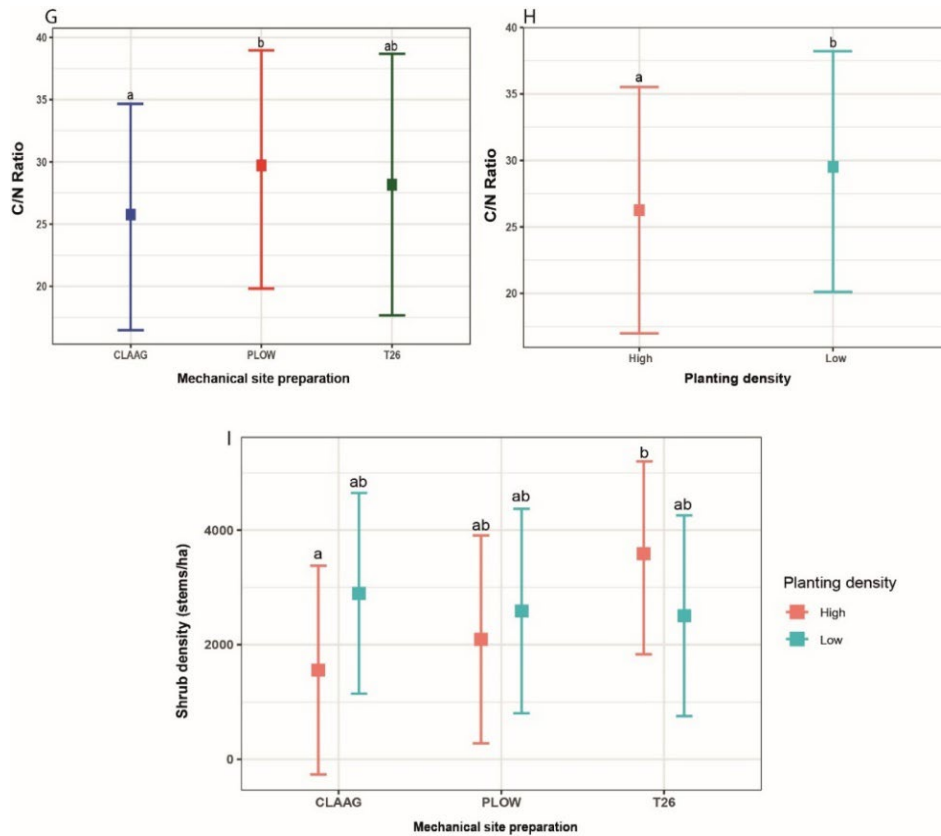 G
40
35
30
25
20
C/N Ratio
a
b
ab
CLAAG
PLOW
T26
Mechanical site preparation
H
40
35
30
25
20
C/N Ratio
a
b
High
Low
Planting density
I
4000
2000
0
Shrub density (stems/ha)
a
ab
ab
ab
b
ab
CLAAG
PLOW
T26
Mechanical site preparation
Planting density
High
Low